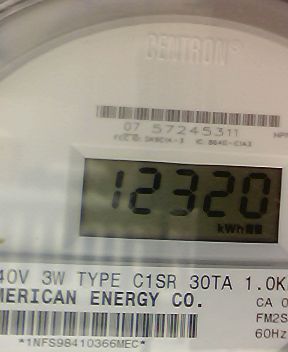 CENTRON®
07 57245311
12320
kWh
40V 3W TYPE C1SR 30TA 1.0K
MERICAN ENERGY CO.
CA 0
FM2S
60Hz
*1NFS98410366MEC*